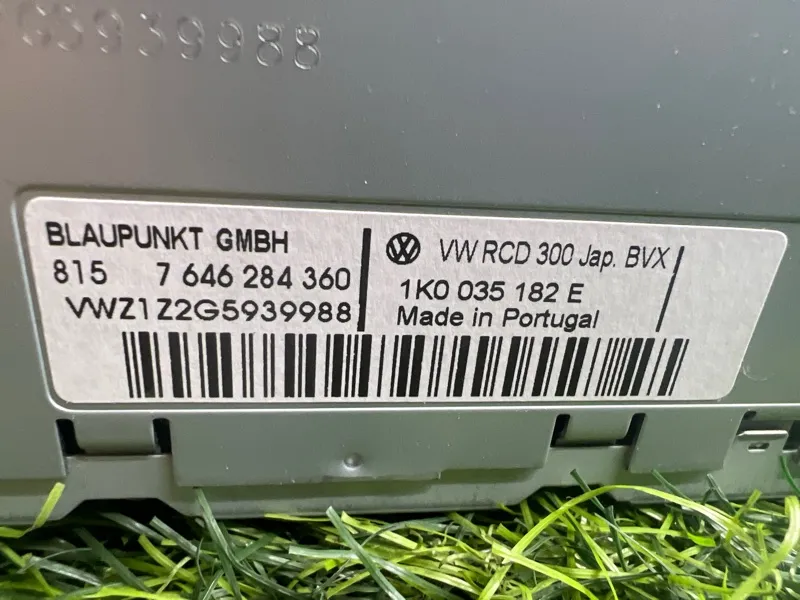 G5939988
BLAUPUNKT GMBH
815 7 646 284 360
VWZ1Z2G5939988
VW RCD 300 Jap. BVX
1K0 035 182 E
Made in Portugal